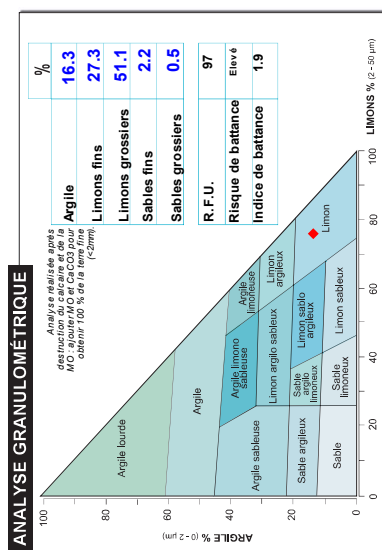 ANALYSE GRANULOMÉTRIQUE
Analyse réalisée après
destruction du calcaire et de la
MO : ajouter MO et CaCO3 pour
obtenir 100 % de la terre fine
(<2mm).
%
Argile 16.3
Limons fins 27.3
Limons grossiers 51.1
Sables fins 2.2
Sables grossiers 0.5
R.F.U. 97
Risque de battance Elevé
Indice de battance 1.9
ARGILE % (0 - 2 µm)
100
80
60
40
20
0
Argile lourde
Argile
Argile sableuse
Argile limono
sableuse
Argile
limoneuse
Limon argilo sableux
Limon
argileux
Sable argileux
Sable
argilo
limoneux
Limon sablo
argileux
Limon
Sable
Sable
limoneux
Limon sableux
0 20 40 60 80 100
LIMONS % (2 - 50 µm)